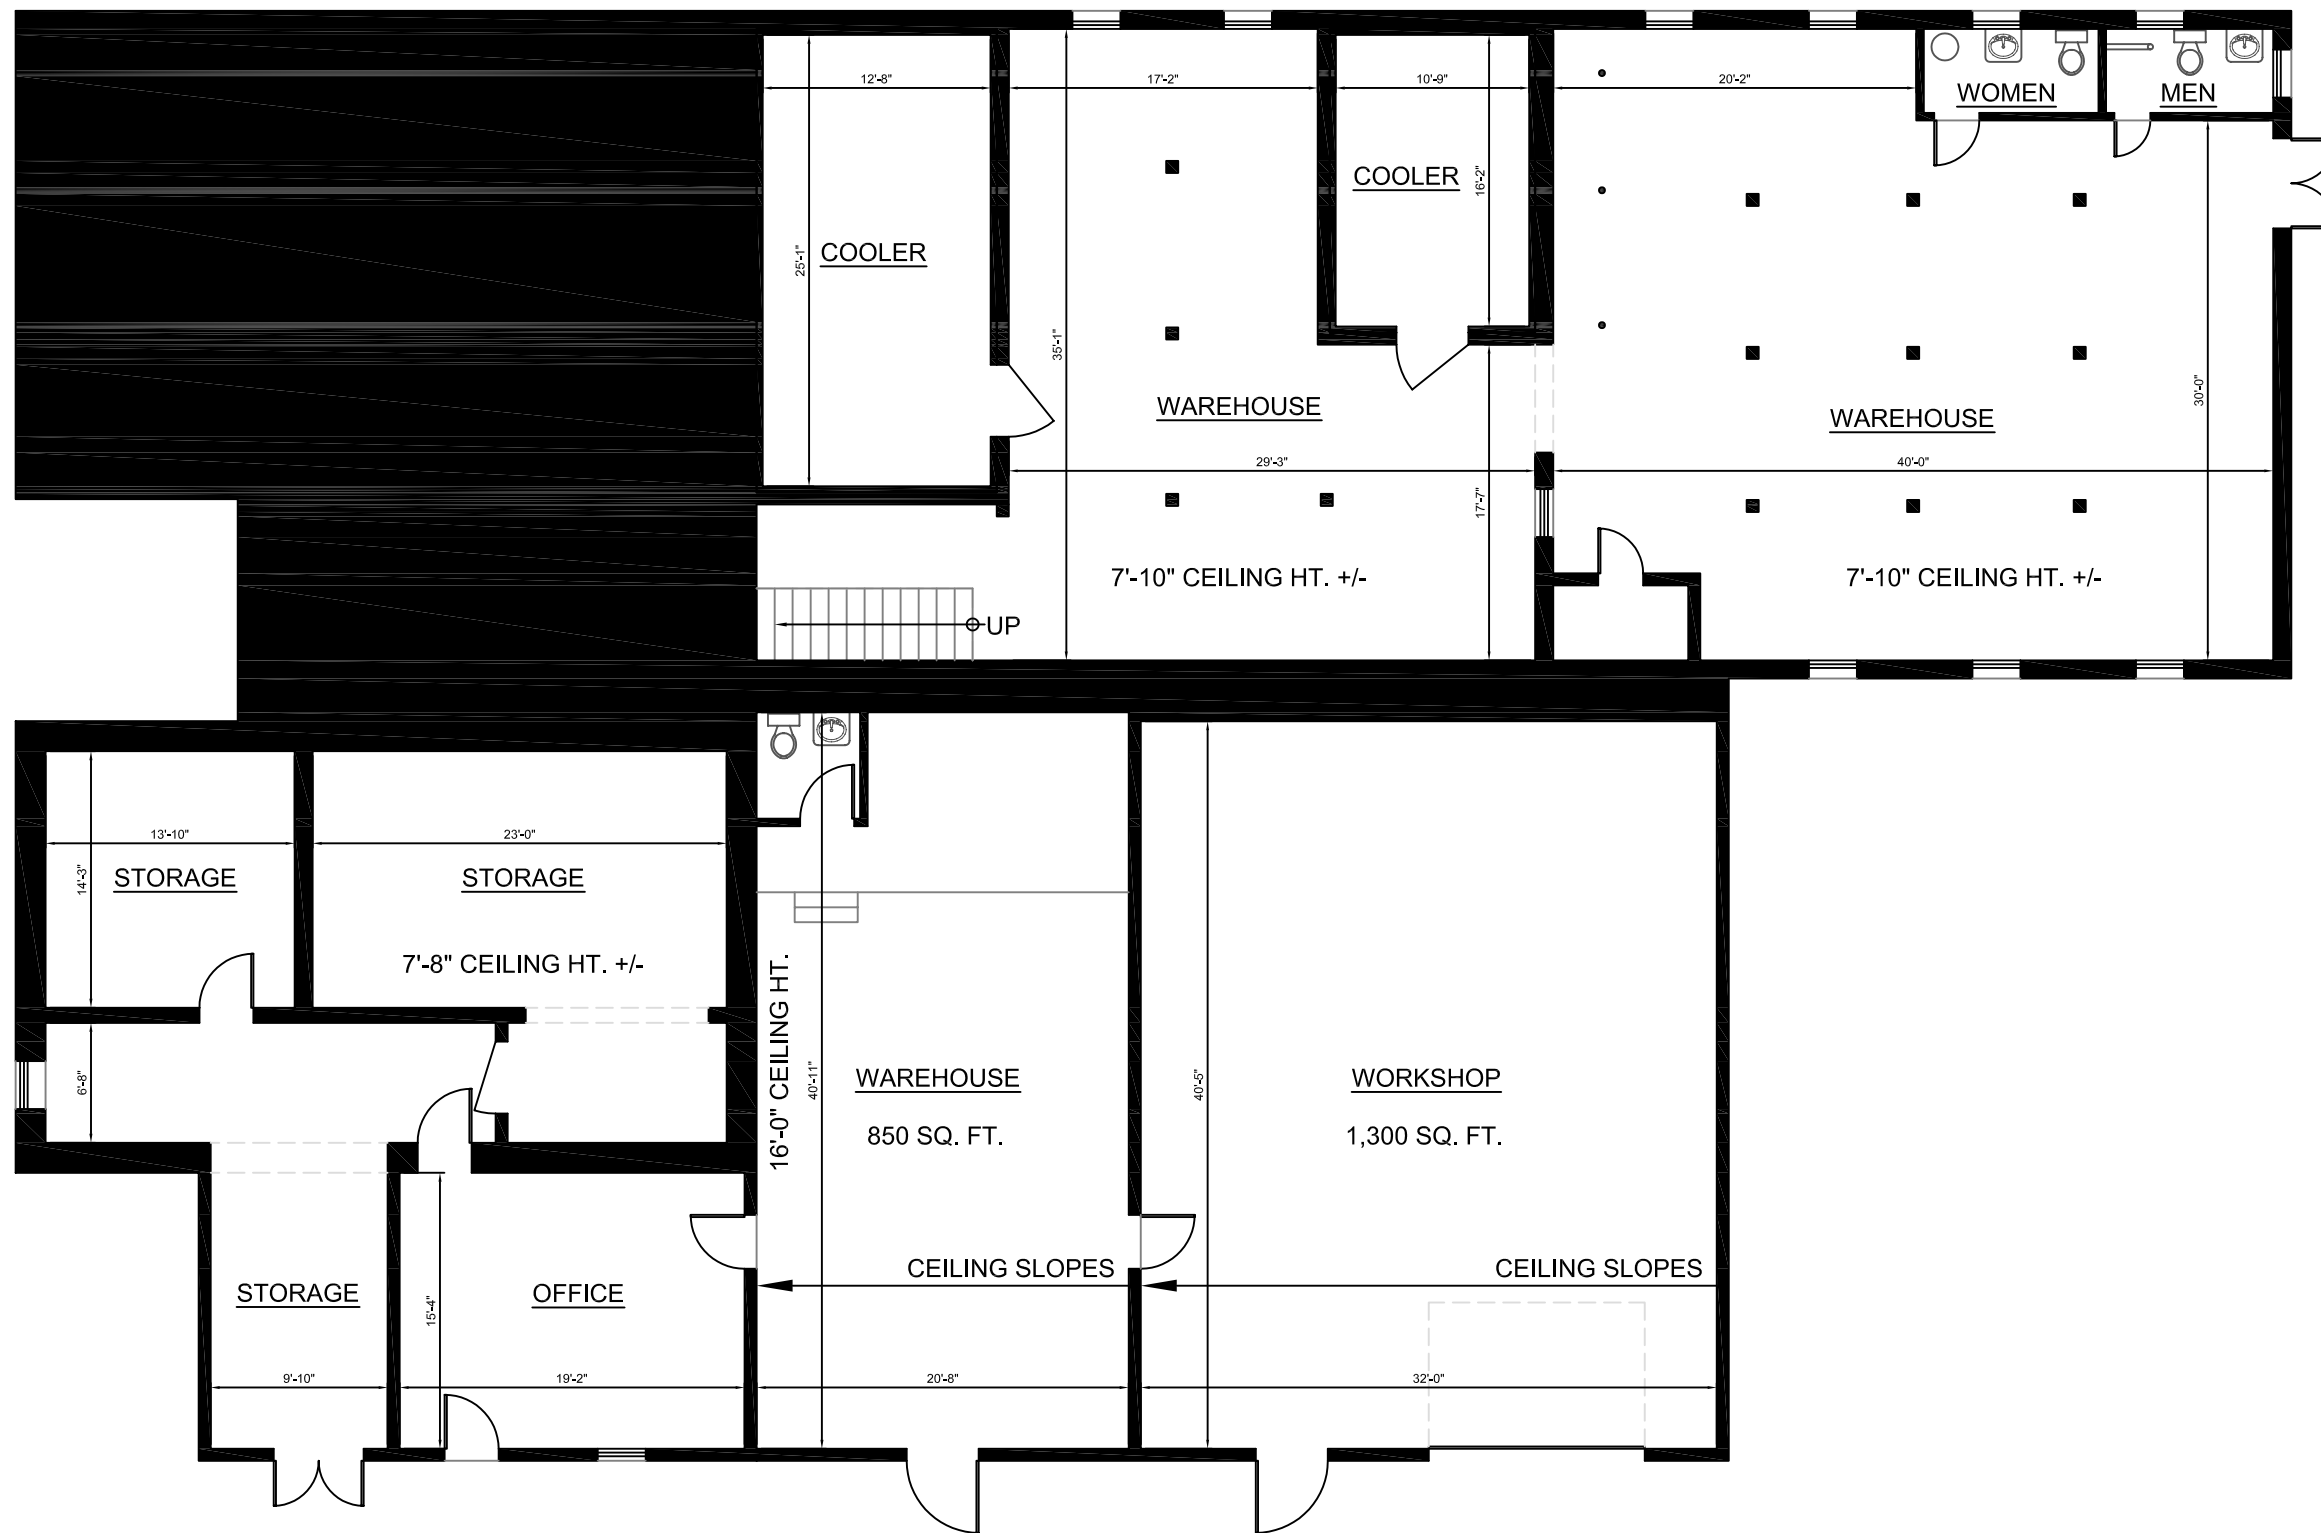 12'-8"
17'-2"
10'-9"
20'-2"
WOMEN
MEN
COOLER
16'-2"
COOLER
25'-1"
35'-1"
WAREHOUSE
WAREHOUSE
30'-0"
29'-3"
40'-0"
17'-7"
7'-10" CEILING HT. +/-
7'-10" CEILING HT. +/-
UP
13'-10"
23'-0"
14'-3"
STORAGE
STORAGE
7'-8" CEILING HT. +/-
16'-0" CEILING HT.
6'-8"
40'-11"
WAREHOUSE
850 SQ. FT.
40'-5"
WORKSHOP
1,300 SQ. FT.
CEILING SLOPES
CEILING SLOPES
STORAGE
OFFICE
15'-4"
9'-10"
19'-2"
20'-8"
32'-0"